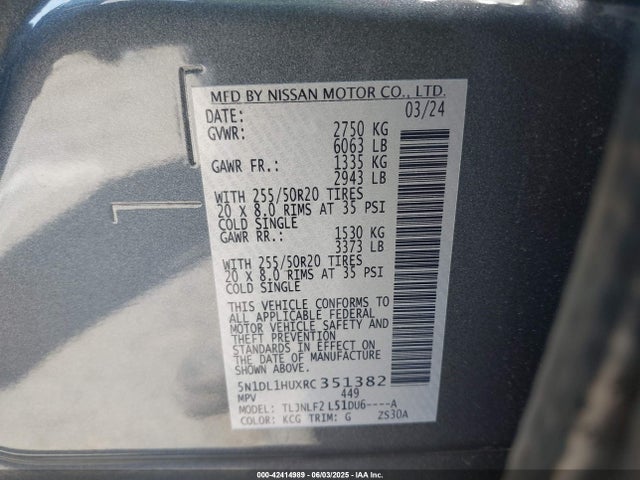 MFD BY NISSAN MOTOR CO., LTD.
DATE: 03/24
GVWR: 2750 KG
6063 LB
GAWR FR.: 1335 KG
2943 LB
WITH 255/50R20 TIRES
20 X 8.0 RIMS AT 35 PSI
COLD SINGLE
GAWR RR.: 1530 KG
3373 LB
WITH 255/50R20 TIRES
20 X 8.0 RIMS AT 35 PSI
COLD SINGLE
THIS VEHICLE CONFORMS TO
ALL APPLICABLE FEDERAL
MOTOR VEHICLE SAFETY AND
THEFT PREVENTION
STANDARDS IN EFFECT ON
THE DATE OF MANUFACTURE
SHOWN ABOVE.
5N1DL1HUXRC351382
MPV 449
MODEL: TLJNLF2 L51DU6----A
COLOR: KCG TRIM: G ZS30A
000-42414989 - 06/03/2025 - IAA Inc.